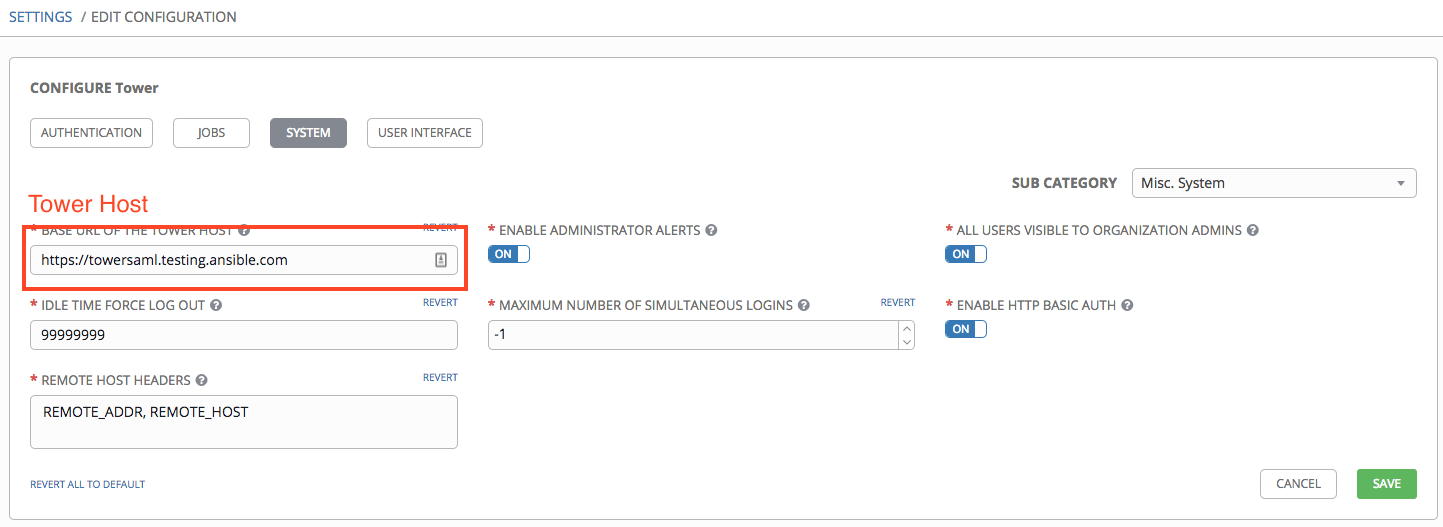 SETTINGS / EDIT CONFIGURATION
CONFIGURE Tower
AUTHENTICATION JOBS SYSTEM USER INTERFACE
SUB CATEGORY Misc. System
Tower Host
* BASE URL OF THE TOWER HOST ? REVERT * ENABLE ADMINISTRATOR ALERTS ? * ALL USERS VISIBLE TO ORGANIZATION ADMINS ?
https://towersaml.testing.ansible.com ON ON
* IDLE TIME FORCE LOG OUT ? REVERT * MAXIMUM NUMBER OF SIMULTANEOUS LOGINS ? REVERT * ENABLE HTTP BASIC AUTH ?
99999999 -1 ON
* REMOTE HOST HEADERS ? REVERT
REMOTE_ADDR, REMOTE_HOST
REVERT ALL TO DEFAULT CANCEL SAVE